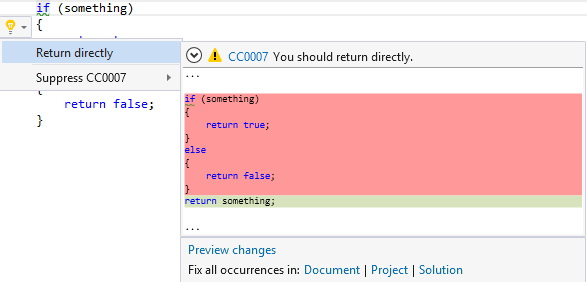 if (something)
{
Return directly
Suppress CC0007
{
return false;
}
CC0007 You should return directly.
...
if (something)
{
return true;
}
else
{
return false;
}
return something;
...
Preview changes
Fix all occurrences in: Document | Project | Solution